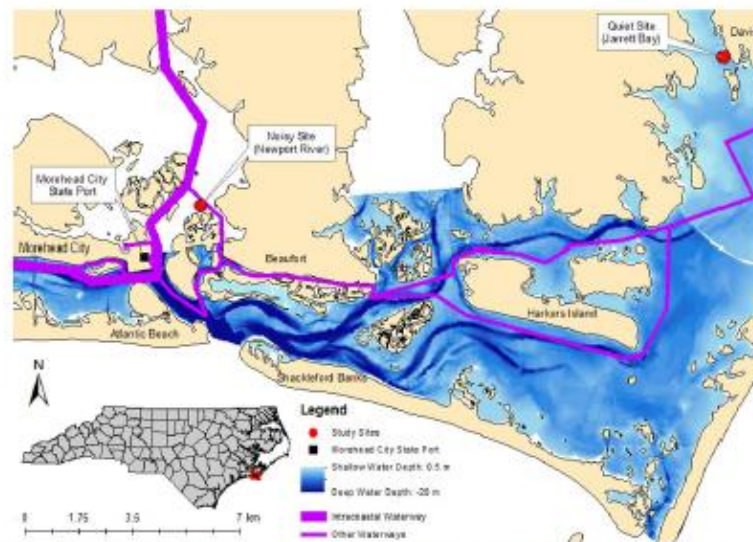 Quiet Site
(Jarrett Bay)
Davi
Noisy Site
(Newport River)
Morehead City
State Port
Morehead City
Beaufort
Harkers Island
Atlantic Beach
Shackleford Banks
N
Legend
Study Sites
Morehead City State Port
Shallow Water Depth: 0.5 m
Deep Water Depth: -28 m
Intracoastal Waterway
Other Waterways
0 1.75 3.5 7 km